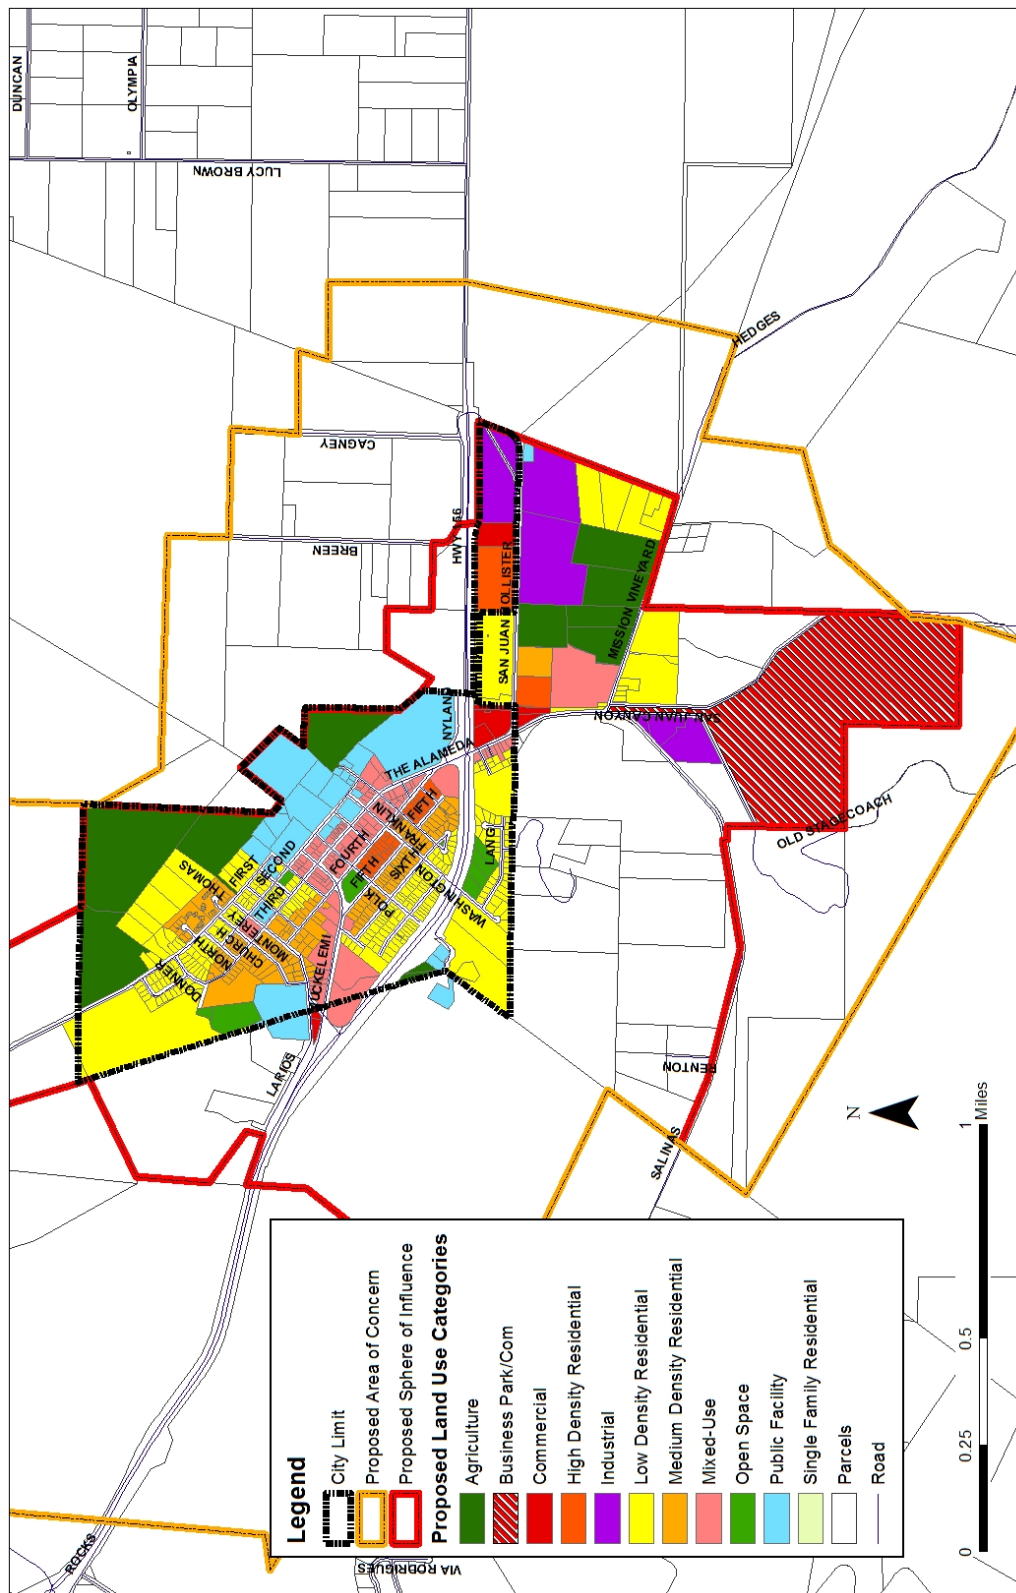 DUNCAN
OLYMPIA
LUCY BROWN
HEDGES
CAGNEY
BREEN
HWY 156
SAN JUAN HOLLISTER
MISSION VINEYARD
SAN JUAN CANYON
OLD STAGECOACH
NYLAND
THE ALAMEDA
FRANKLIN
FIFTH
FOURTH
FRANKLIN
FIFTH
SIXTH
POLK
WASHINGTON
LANG
THOMAS
FIRST
SECOND
THIRD
NORTH
CHURCH
MONTEREY
DONNER
MUCKELEMI
LARIOS
RENTON
SALINAS
ROCKS
VIA RODRIGUES
N
Legend
City Limit
Proposed Area of Concern
Proposed Sphere of Influence
Proposed Land Use Categories
Agriculture
Business Park/Com
Commercial
High Density Residential
Industrial
Low Density Residential
Medium Density Residential
Mixed-Use
Open Space
Public Facility
Single Family Residential
Parcels
Road
0 0.25 0.5 1
Miles